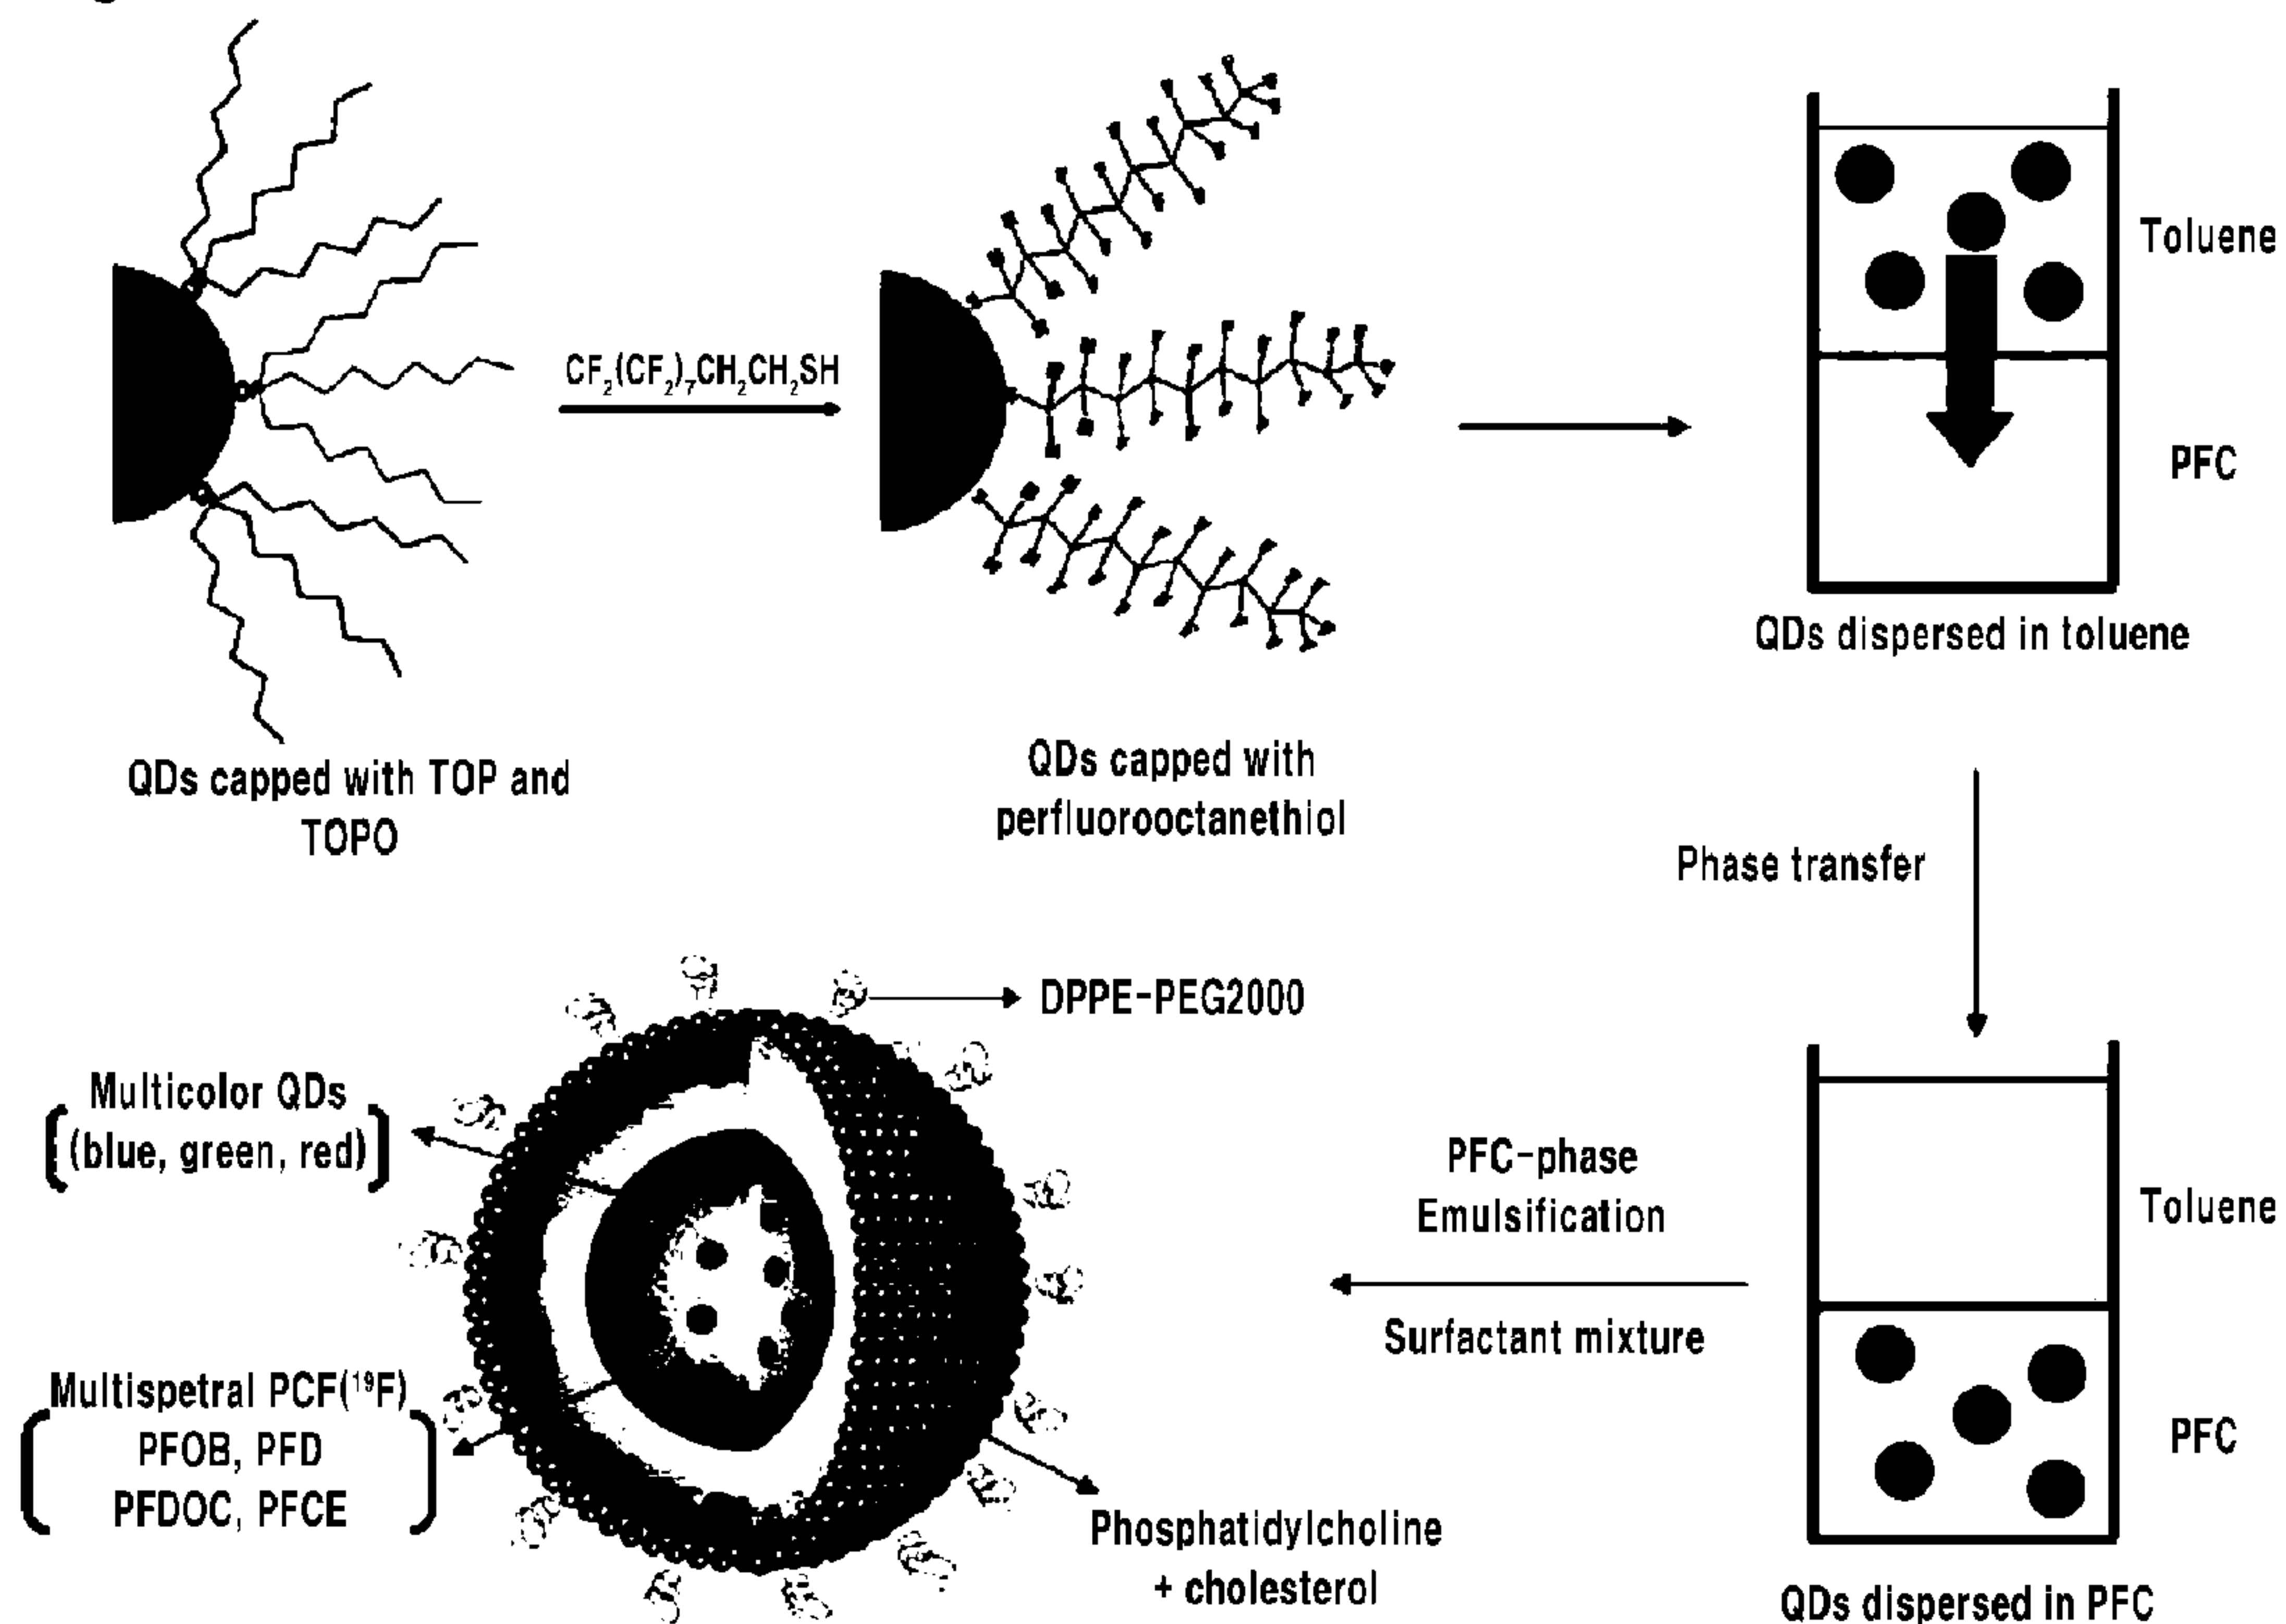 CF₂(CF₂)₇CH₂CH₂SH
Toluene
PFC
QDs dispersed in toluene
QDs capped with TOP and
TOPO
QDs capped with
perfluorooctanethiol
Phase transfer
DPPE-PEG2000
Multicolor QDs
(blue, green, red)
PFC-phase
Emulsification
Surfactant mixture
Toluene
PFC
Multispetral PCF(¹⁹F)
PFOB, PFD
PFDOC, PFCE
Phosphatidylcholine
+ cholesterol
QDs dispersed in PFC